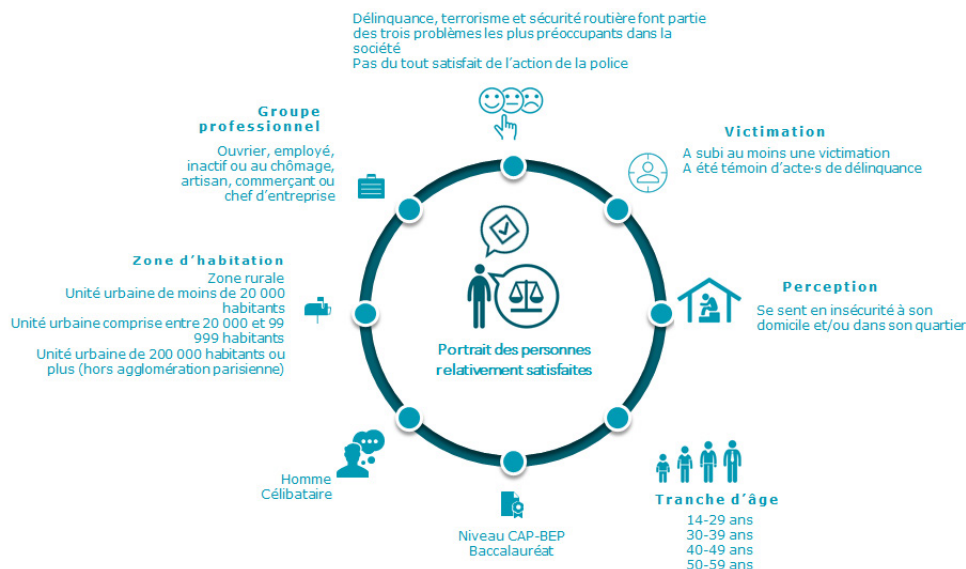 Délinquance, terrorisme et sécurité routière font partie
des trois problèmes les plus préoccupants dans la
société
Pas du tout satisfait de l'action de la police
Groupe
professionnel
Ouvrier, employé,
inactif ou au chômage,
artisan, commerçant ou
chef d'entreprise
Victimation
A subi au moins une victimation
A été témoin d'acte·s de délinquance
Zone d'habitation
Zone rurale
Unité urbaine de moins de 20 000
habitants
Unité urbaine comprise entre 20 000 et 99
999 habitants
Unité urbaine de 200 000 habitants ou
plus (hors agglomération parisienne)
Perception
Se sent en insécurité à son
domicile et/ou dans son quartier
Portrait des personnes
relativement satisfaites
Homme
Célibataire
Niveau CAP-BEP
Baccalauréat
Tranche d'âge
14-29 ans
30-39 ans
40-49 ans
50-59 ans